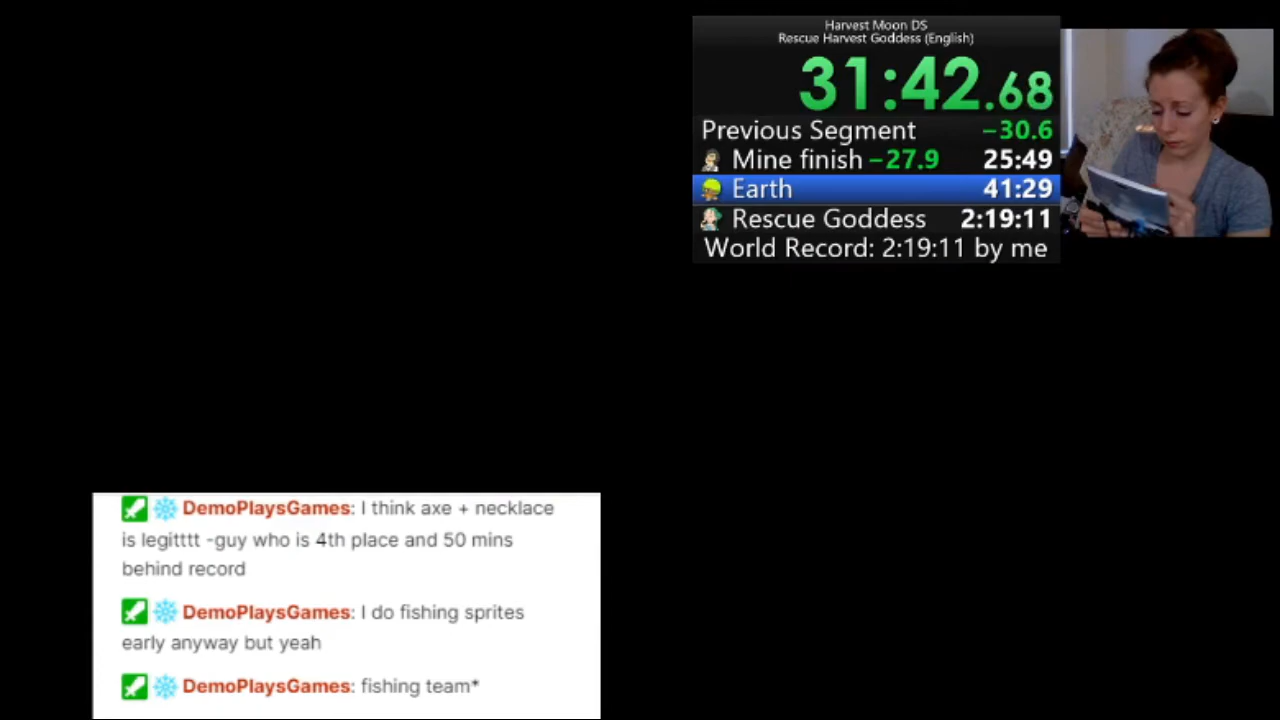 Harvest Moon DS
Rescue Harvest Goddess (English)
31:42.68
Previous Segment −30.6
Mine finish −27.9 25:49
Earth 41:29
Rescue Goddess 2:19:11
World Record: 2:19:11 by me
DemoPlaysGames: I think axe + necklace
is legitttt -guy who is 4th place and 50 mins
behind record
DemoPlaysGames: I do fishing sprites
early anyway but yeah
DemoPlaysGames: fishing team*